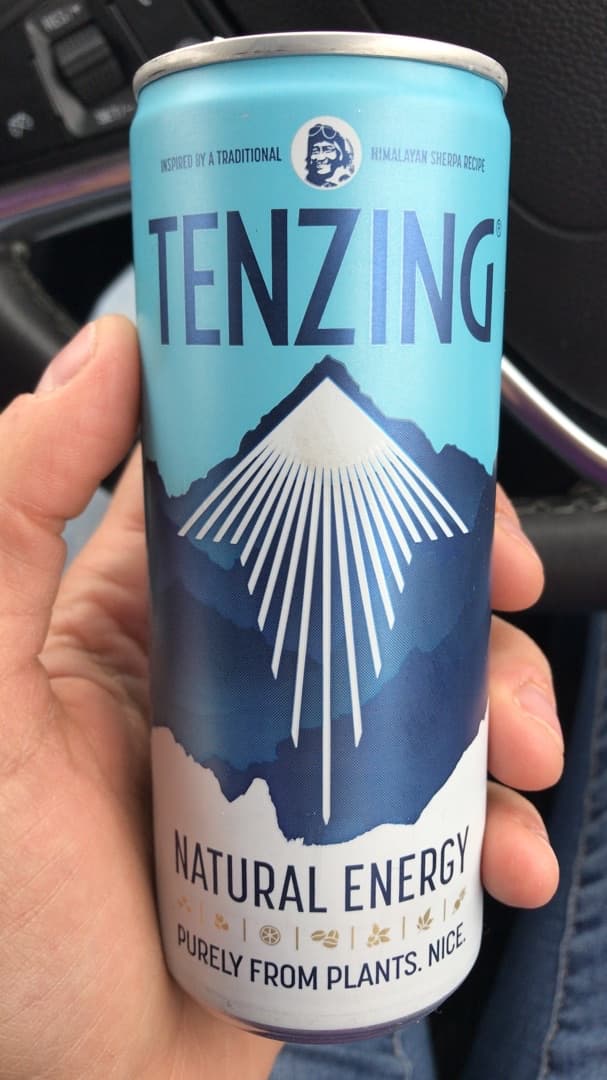 INSPIRED BY A TRADITIONAL HIMALAYAN SHERPA RECIPE
TENZING®
NATURAL ENERGY
PURELY FROM PLANTS. NICE.